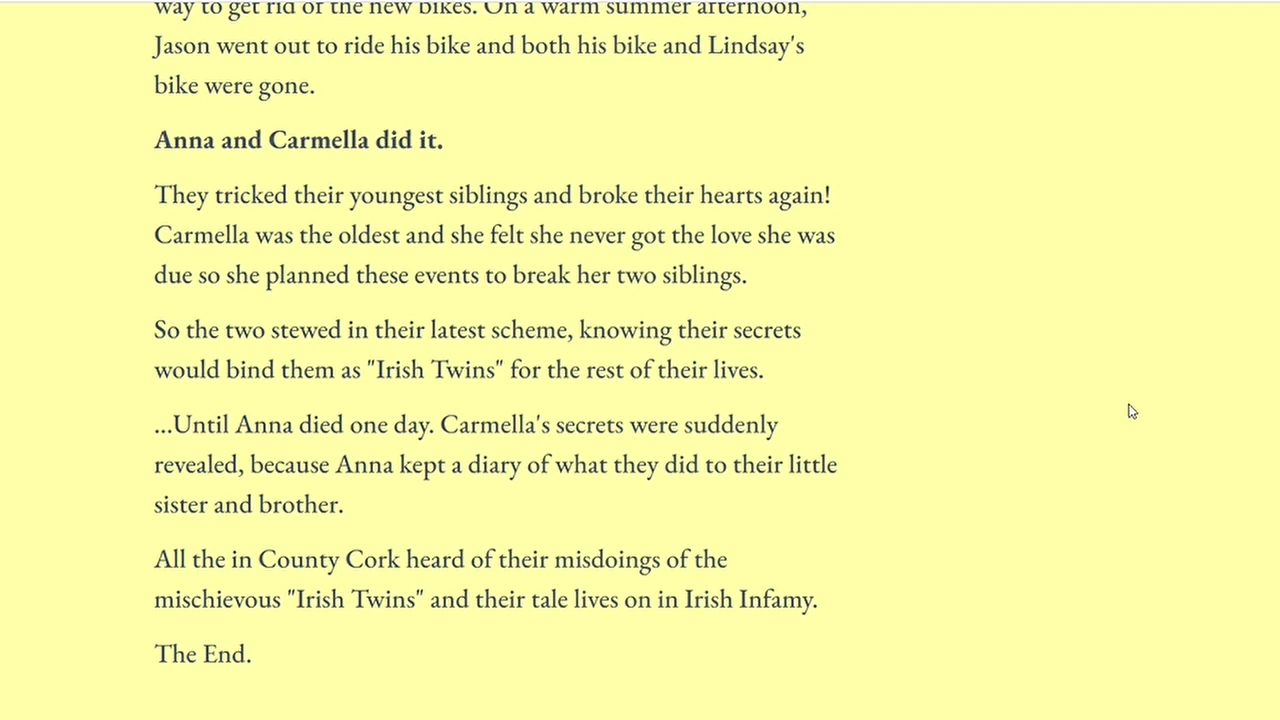 way to get rid of the new bikes. On a warm summer afternoon,
Jason went out to ride his bike and both his bike and Lindsay's
bike were gone.
Anna and Carmella did it.
They tricked their youngest siblings and broke their hearts again!
Carmella was the oldest and she felt she never got the love she was
due so she planned these events to break her two siblings.
So the two stewed in their latest scheme, knowing their secrets
would bind them as "Irish Twins" for the rest of their lives.
...Until Anna died one day. Carmella's secrets were suddenly
revealed, because Anna kept a diary of what they did to their little
sister and brother.
All the in County Cork heard of their misdoings of the
mischievous "Irish Twins" and their tale lives on in Irish Infamy.
The End.